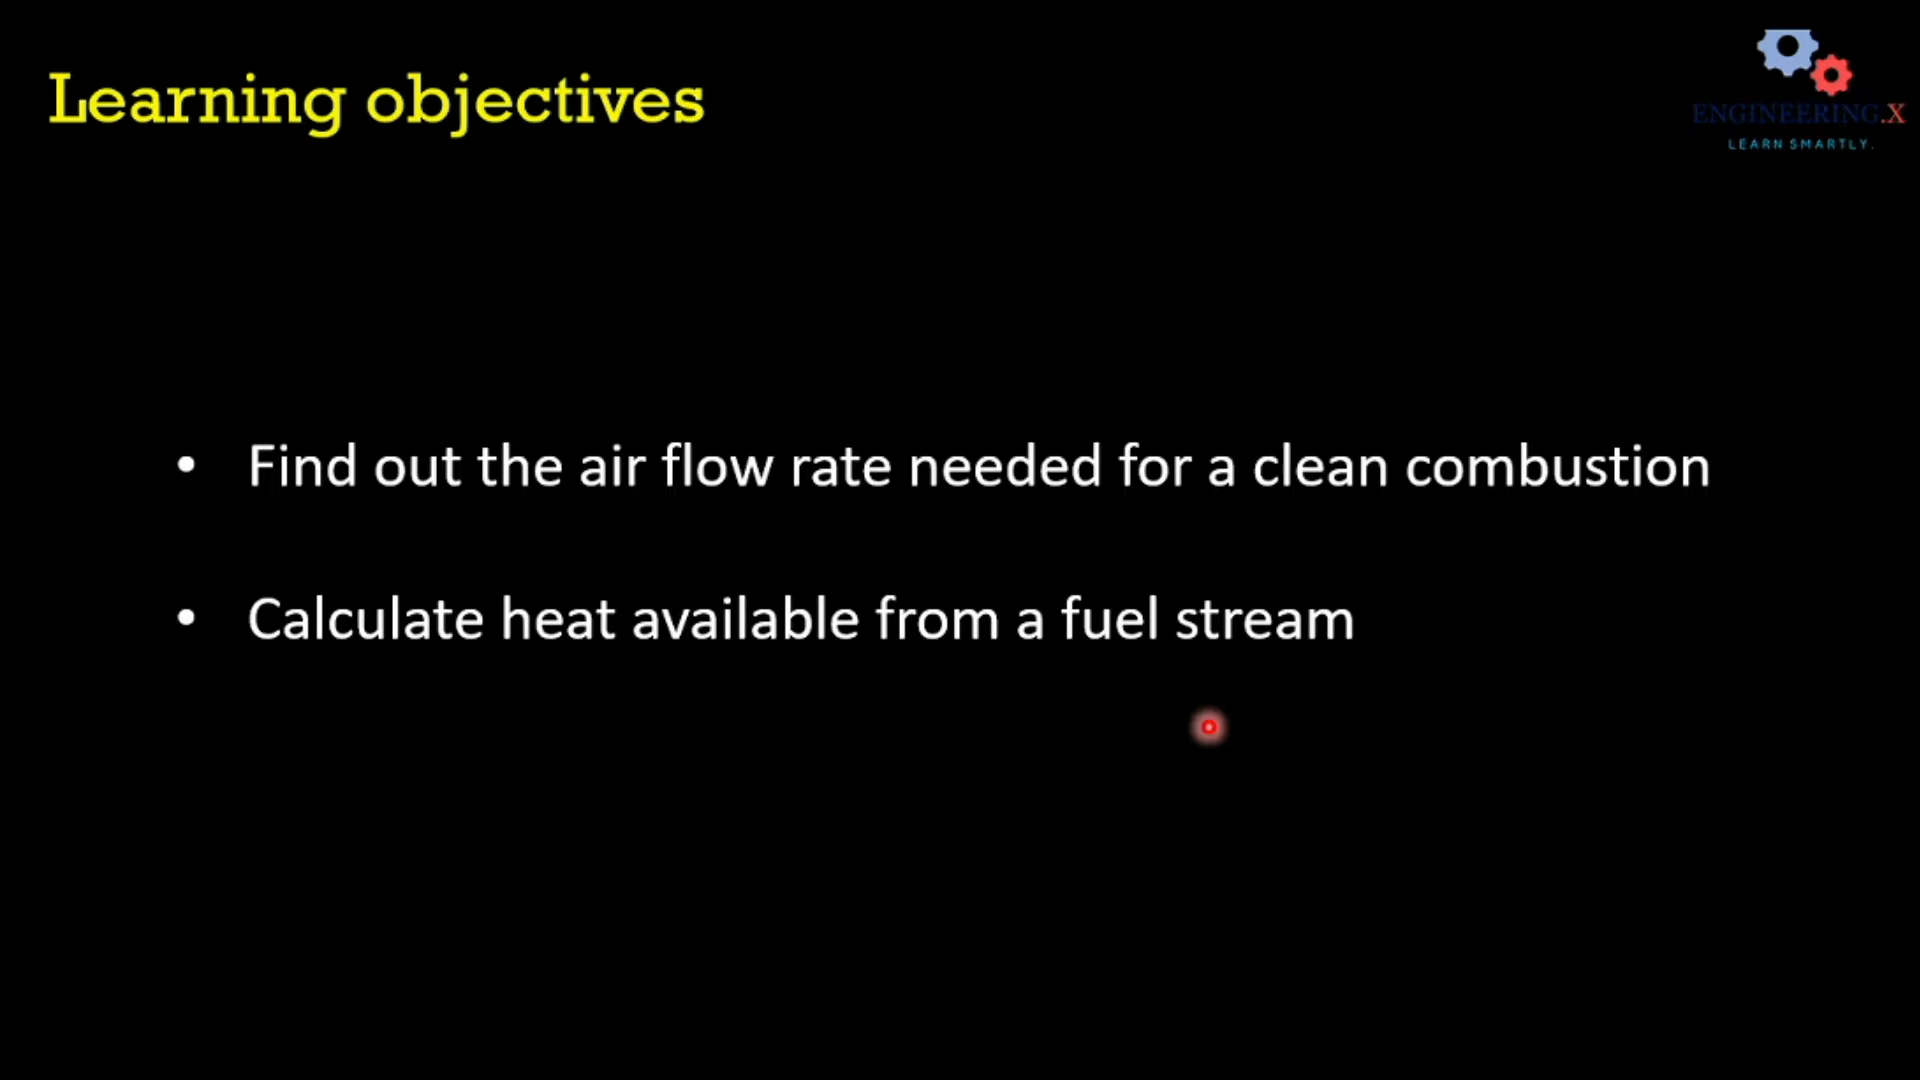 Learning objectives
ENGINEERING.X
LEARN SMARTLY.
• Find out the air flow rate needed for a clean combustion
• Calculate heat available from a fuel stream